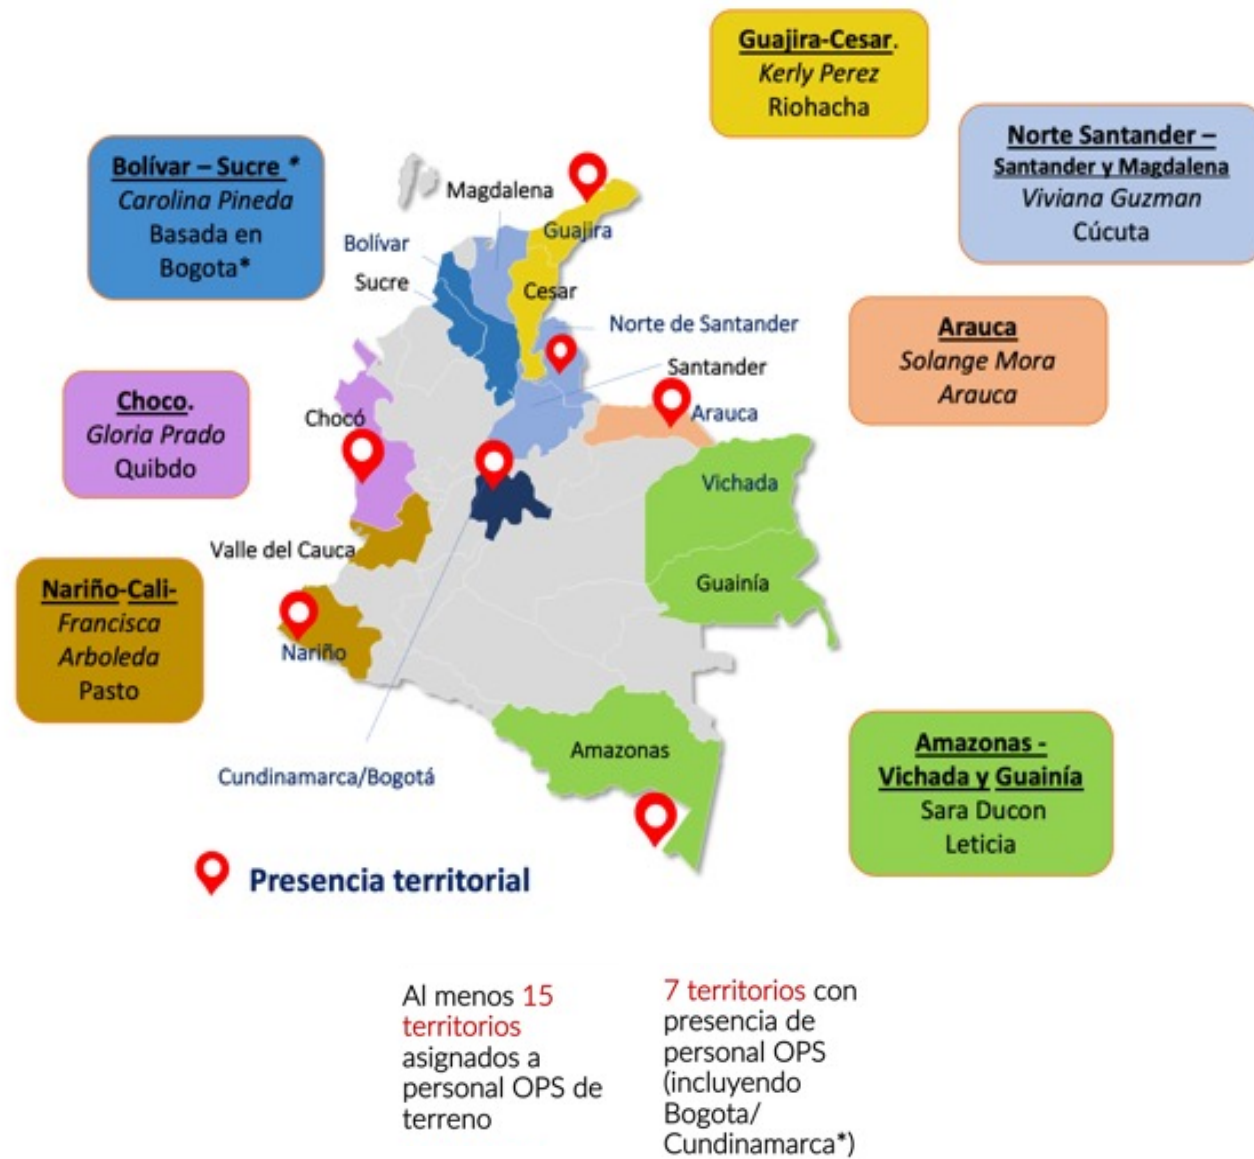 Guajira-Cesar.
Kerly Perez
Riohacha
Norte Santander –
Santander y Magdalena
Viviana Guzman
Cúcuta
Bolívar – Sucre *
Carolina Pineda
Basada en
Bogota*
Magdalena
Guajira
Bolívar
Sucre
Cesar
Norte de Santander
Santander
Arauca
Solange Mora
Arauca
Choco.
Gloria Prado
Quibdo
Chocó
Arauca
Vichada
Valle del Cauca
Guainía
Nariño-Cali-
Francisca
Arboleda
Pasto
Nariño
Amazonas
Cundinamarca/Bogotá
Amazonas -
Vichada y Guainía
Sara Ducon
Leticia
Presencia territorial
Al menos 15
territorios
asignados a
personal OPS de
terreno
7 territorios con
presencia de
personal OPS
(incluyendo
Bogota/
Cundinamarca*)